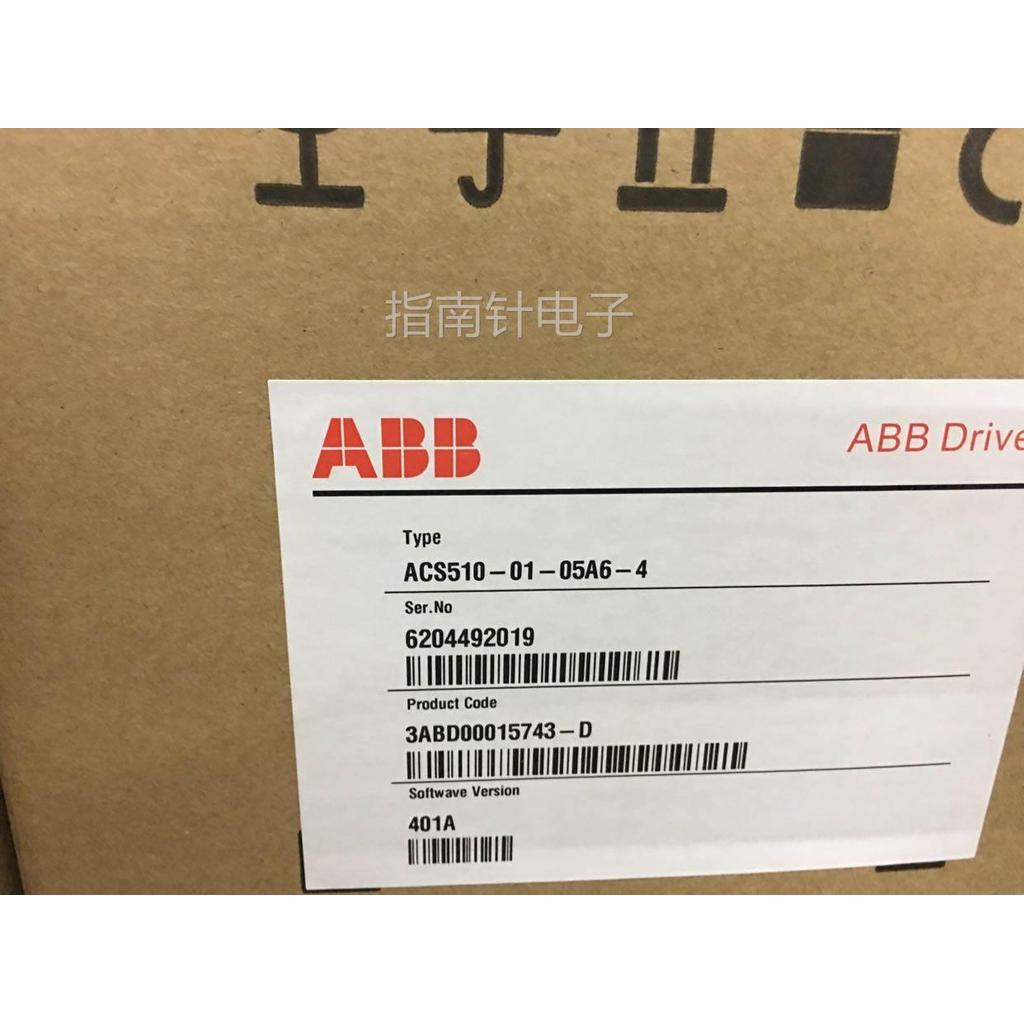 指南针电子
ABB
ABB Drive
Type
ACS510-01-05A6-4
Ser.No
6204492019
Product Code
3ABD00015743-D
Softwave Version
401A